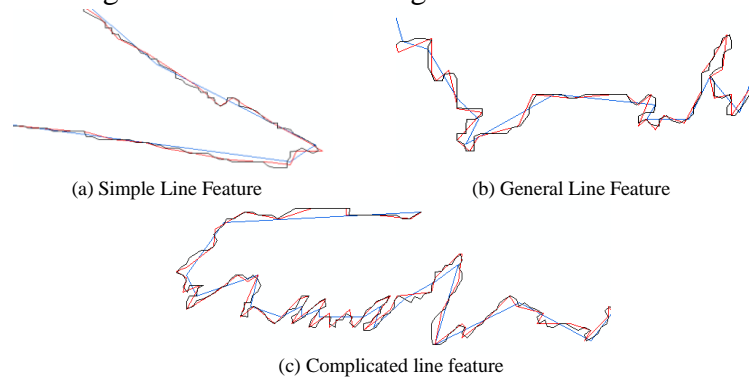 (a) Simple Line Feature
(b) General Line Feature
(c) Complicated line feature